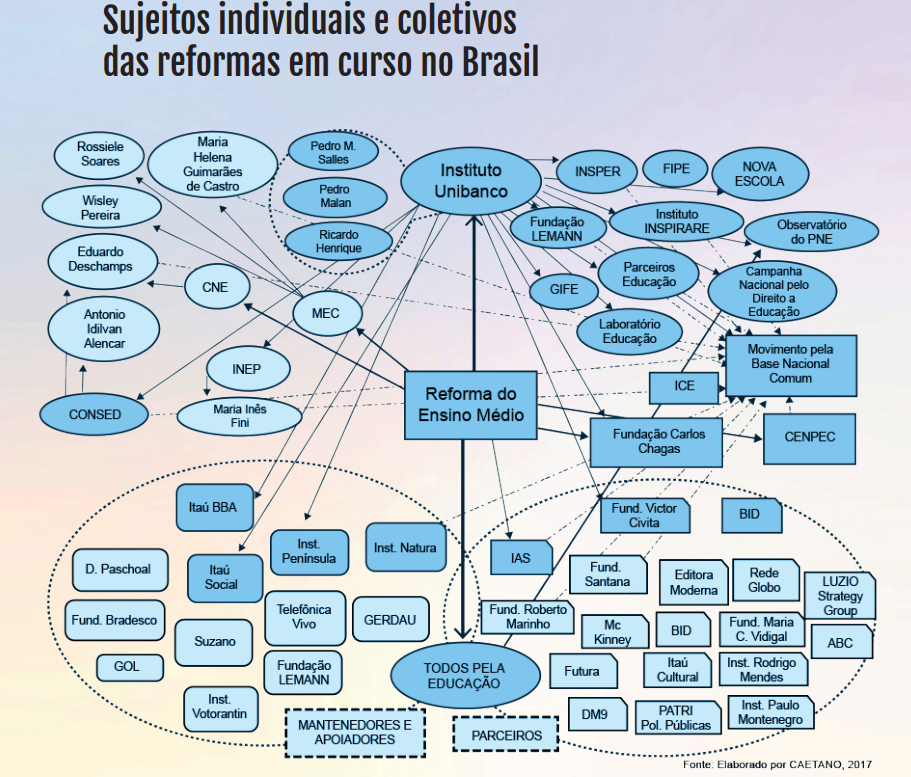 Sujeitos individuais e coletivos
das reformas em curso no Brasil
Rossiele
Soares
Maria
Helena
Guimarães
de Castro
Pedro M.
Salles
Instituto
Unibanco
INSPER
FIPE
NOVA
ESCOLA
Wisley
Pereira
Pedro
Malan
Fundação
LEMANN
Instituto
INSPIRARE
Observatório
do PNE
Ricardo
Henrique
Eduardo
Deschamps
CNE
MEC
GIFE
Parceiros
Educação
Campanha
Nacional pelo
Direito a
Educação
Antonio
Idilvan
Alencar
Laboratório
Educação
Movimento pela
Base Nacional
Comum
INEP
Reforma do
Ensino Médio
ICE
CONSED
Maria Inês
Fini
Fundação Carlos
Chagas
CENPEC
Itaú BBA
Fund. Victor
Civita
BID
Inst.
Península
Inst. Natura
IAS
D. Paschoal
Itaú
Social
Fund.
Santana
Editora
Moderna
Rede
Globo
LUZIO
Strategy
Group
Fund. Bradesco
Telefônica
Vivo
GERDAU
Fund. Roberto
Marinho
Suzano
Mc
Kinney
BID
Fund. Maria
C. Vidigal
ABC
GOL
Fundação
LEMANN
TODOS PELA
EDUCAÇÃO
Futura
Itaú
Cultural
Inst. Rodrigo
Mendes
Inst.
Votorantin
MANTENEDORES E
APOIADORES
PARCEIROS
DM9
PATRI
Pol. Públicas
Inst. Paulo
Montenegro
Fonte: Elaborado por CAETANO, 2017